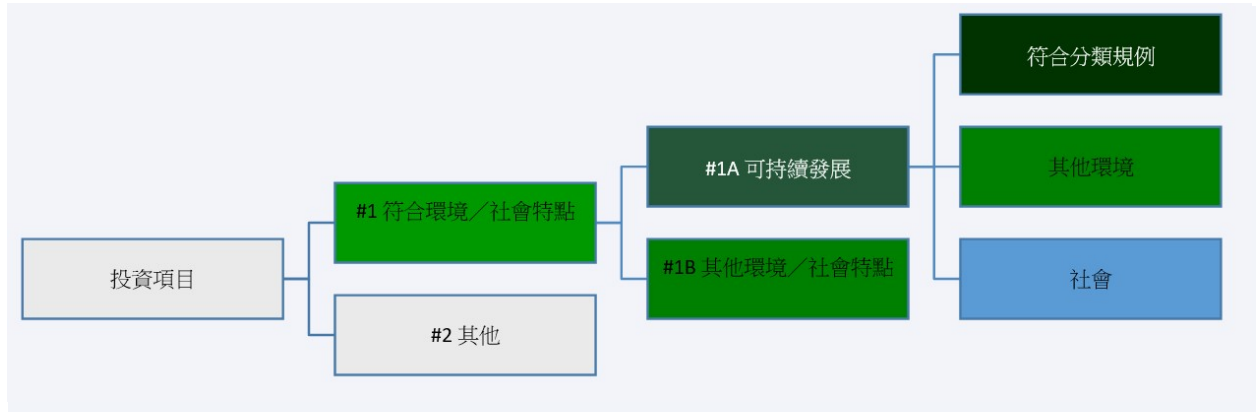 投資項目
#1 符合環境／社會特點
#2 其他
#1A 可持續發展
#1B 其他環境／社會特點
符合分類規例
其他環境
社會